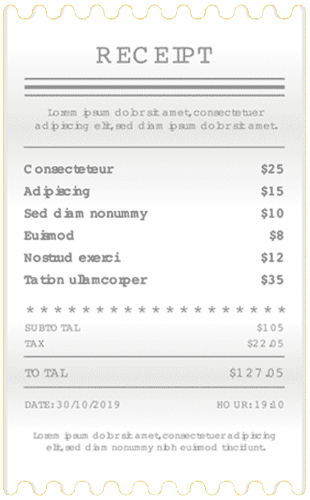 RECEIPT
Lorem ipsum dolor sit amet, consectetuer
adipiscing elit, sed diam ipsum dolor sit amet.
Consecteteur $25
Adipiscing $15
Sed diam nonummy $10
Euismod $8
Nostrud exerci $12
Tation ullamcorper $35
* * * * * * * * * * * * * * * * * * *
SUBTOTAL $105
TAX $22.05
TOTAL $127.05
DATE: 30/10/2019 HOUR: 19:10
Lorem ipsum dolor sit amet, consectetuer adipiscing
elit, sed diam nonummy nibh euismod tincidunt.